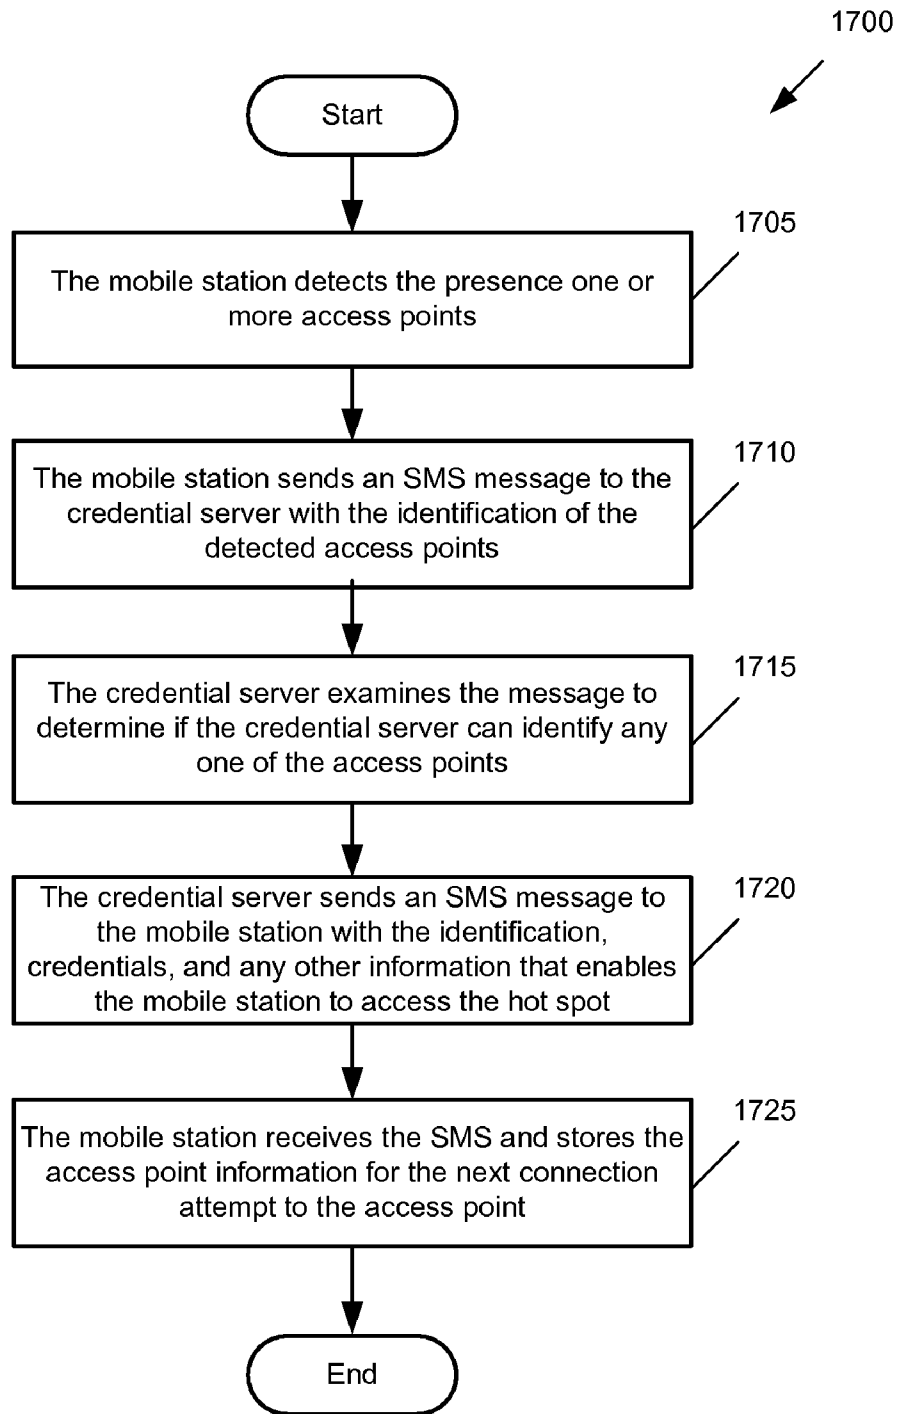 1700
Start
1705
The mobile station detects the presence one or
more access points
1710
The mobile station sends an SMS message to the
credential server with the identification of the
detected access points
1715
The credential server examines the message to
determine if the credential server can identify any
one of the access points
1720
The credential server sends an SMS message to
the mobile station with the identification,
credentials, and any other information that enables
the mobile station to access the hot spot
1725
The mobile station receives the SMS and stores the
access point information for the next connection
attempt to the access point
End